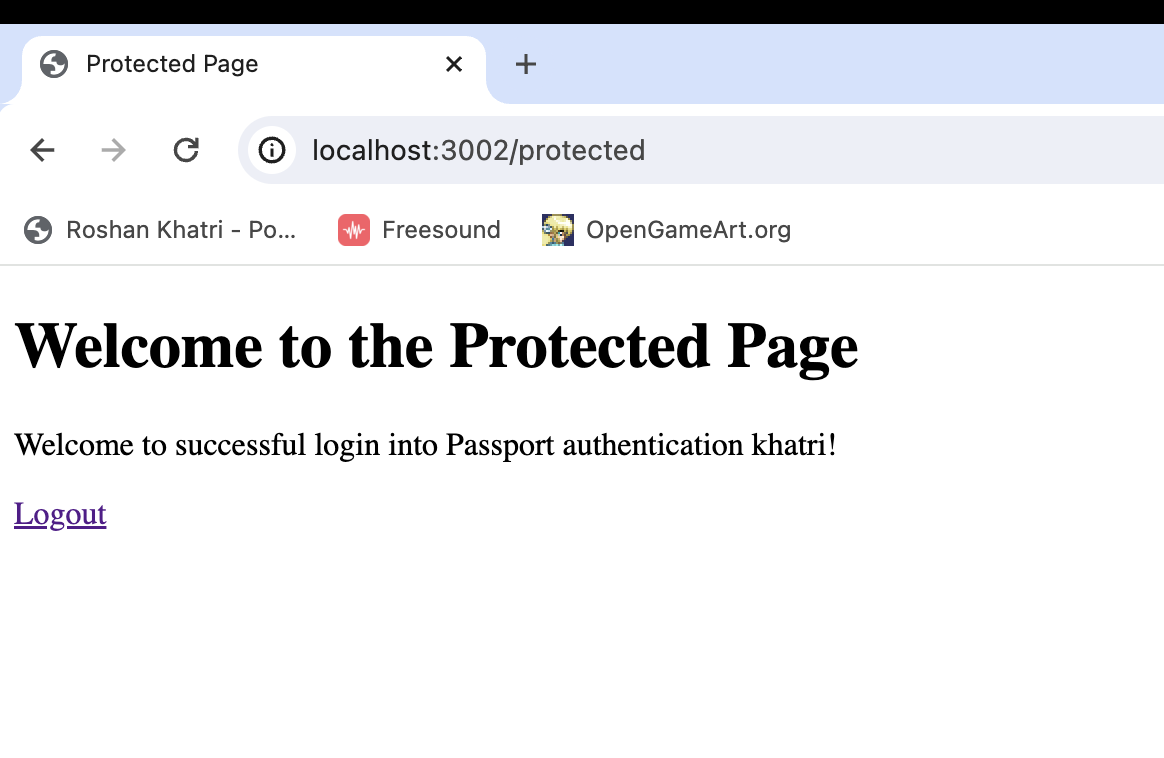 Protected Page
localhost:3002/protected
Roshan Khatri - Po... Freesound OpenGameArt.org
Welcome to the Protected Page
Welcome to successful login into Passport authentication khatri!
Logout